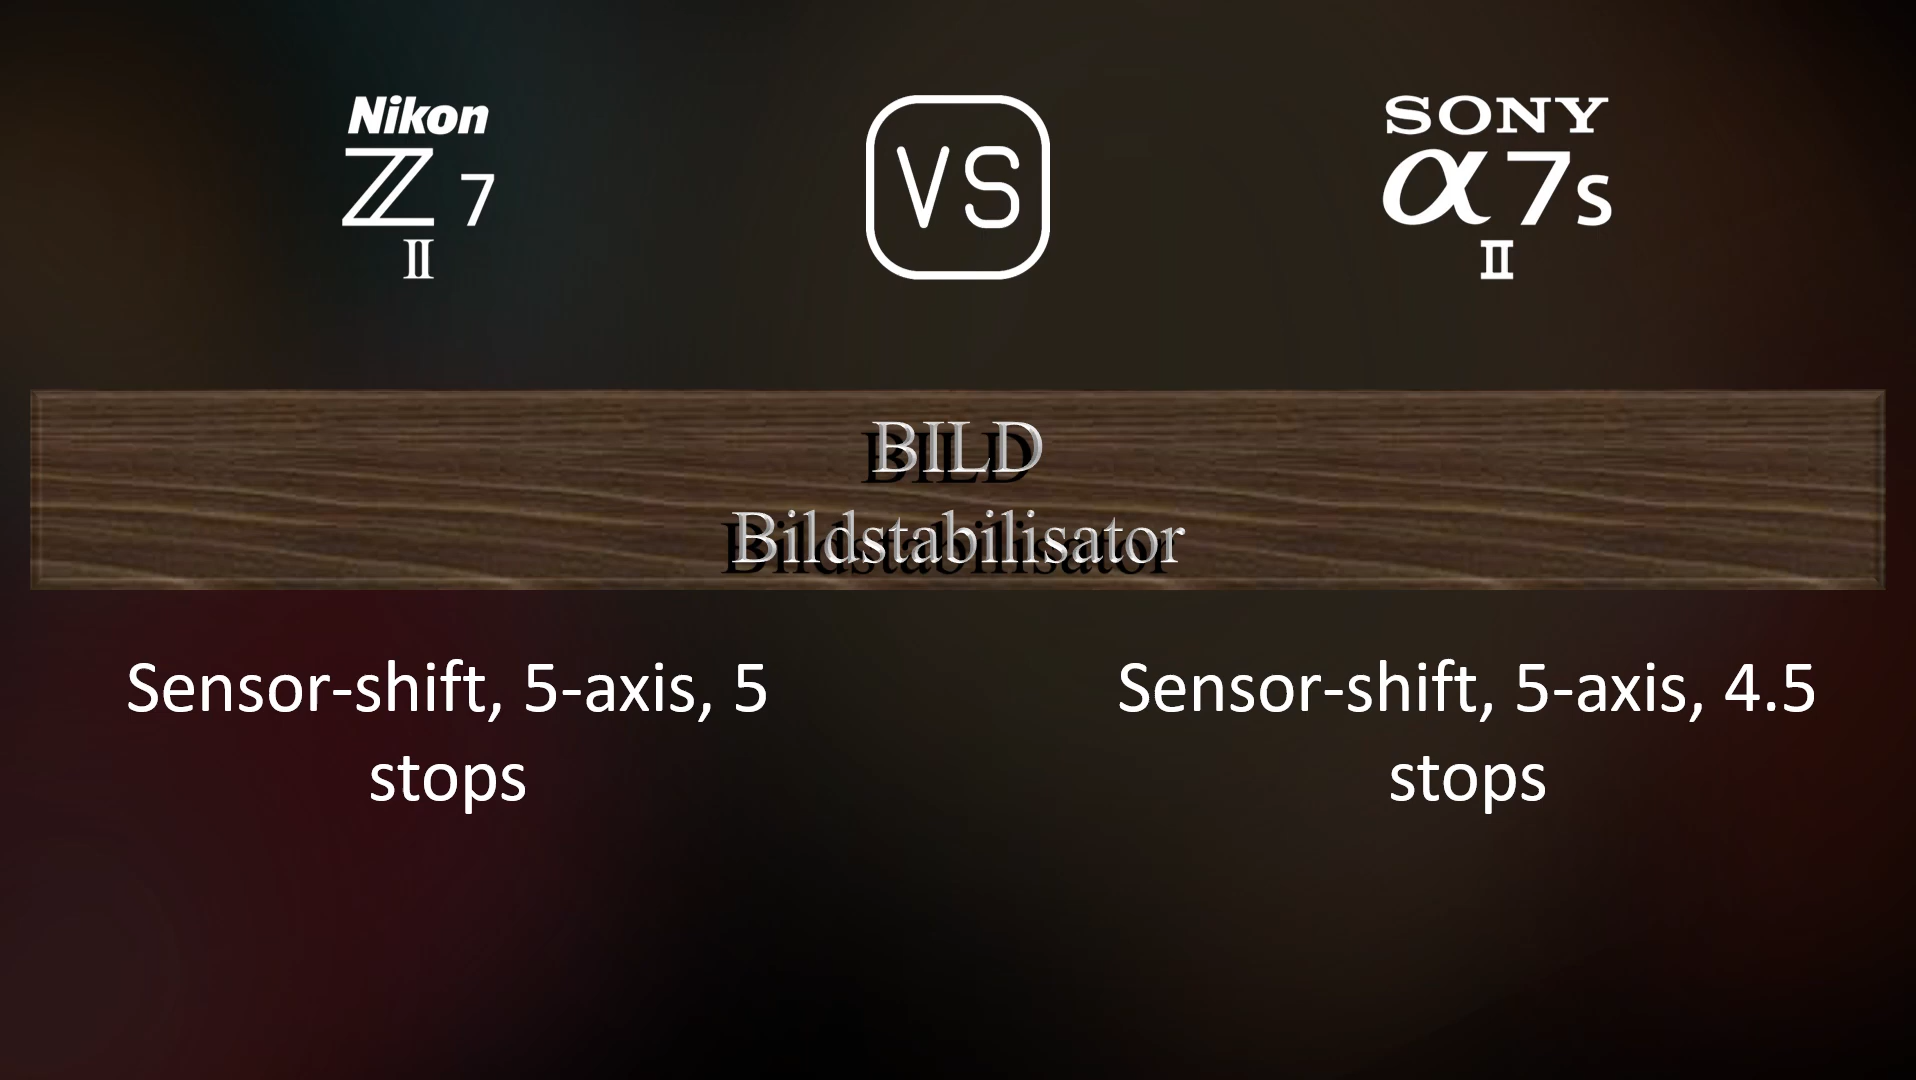 Nikon
Z 7
II
VS
SONY
α7s
II
BILD
Bildstabilisator
Sensor-shift, 5-axis, 5
stops
Sensor-shift, 5-axis, 4.5
stops